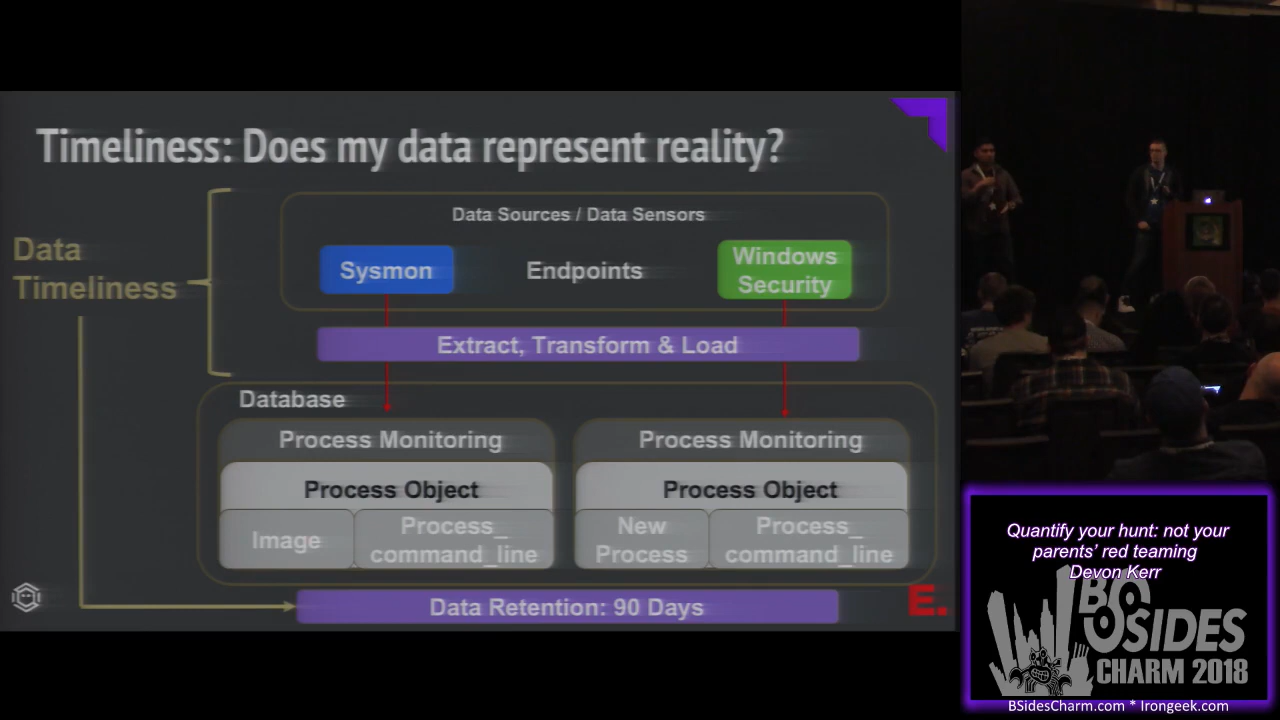 Timeliness: Does my data represent reality?
Data
Timeliness
Data Sources / Data Sensors
Sysmon
Endpoints
Windows
Security
Extract, Transform & Load
Database
Process Monitoring
Process Object
Image
Process_
command_line
Process Monitoring
Process Object
New
Process
Process_
command_line
Data Retention: 90 Days
E.
Quantify your hunt: not your
parents' red teaming
Devon Kerr
BSIDES
CHARM 2018
BSidesCharm.com * Irongeek.com